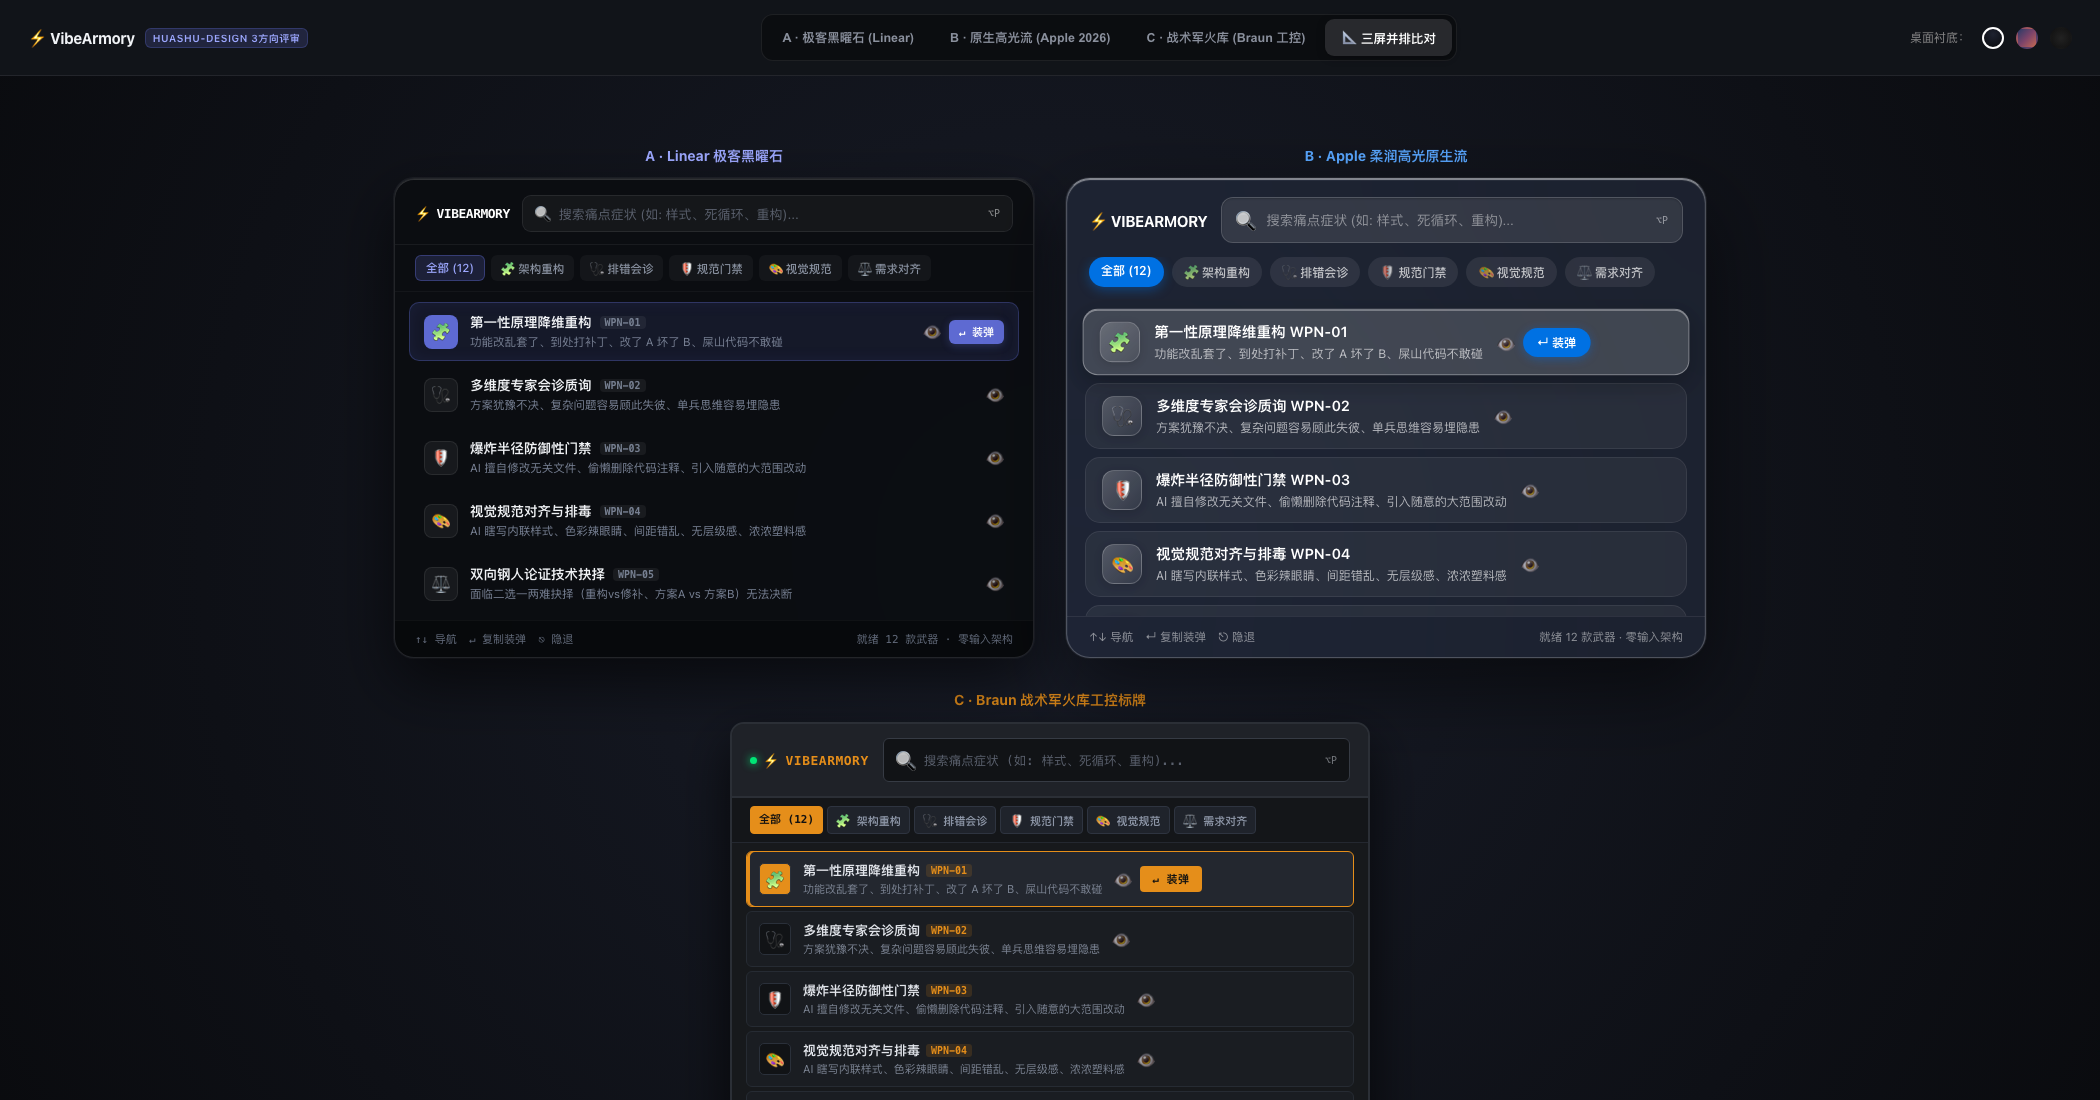 ⚡ VibeArmory HUASHU-DESIGN 3方向评审
A · 极客黑曜石 (Linear) B · 原生高光流 (Apple 2026) C · 战术军火库 (Braun 工控) 📐 三屏并排比对
桌面衬底:
A · Linear 极客黑曜石
⚡ VIBEARMORY 🔍 搜索痛点症状 (如: 样式、死循环、重构)... ⌥P
全部 (12) 🧩 架构重构 🩺 排错会诊 🛡️ 规范门禁 🎨 视觉规范 ⚖️ 需求对齐
第一性原理降维重构 WPN-01
功能改乱套了、到处打补丁、改了 A 坏了 B、屎山代码不敢碰
↵ 装弹
多维度专家会诊质询 WPN-02
方案犹豫不决、复杂问题容易顾此失彼、单兵思维容易埋隐患
爆炸半径防御性门禁 WPN-03
AI 擅自修改无关文件、偷懒删除代码注释、引入随意的大范围改动
视觉规范对齐与排毒 WPN-04
AI 瞎写内联样式、色彩辣眼睛、间距错乱、无层级感、浓浓塑料感
双向钢人论证技术抉择 WPN-05
面临二选一两难抉择（重构vs修补、方案A vs 方案B）无法决断
↑↓ 导航 ↵ 复制装弹 ⎋ 隐退 就绪 12 款武器 · 零输入架构
B · Apple 柔润高光原生流
⚡ VIBEARMORY 🔍 搜索痛点症状 (如: 样式、死循环、重构)... ⌥P
全部 (12) 🧩 架构重构 🩺 排错会诊 🛡️ 规范门禁 🎨 视觉规范 ⚖️ 需求对齐
第一性原理降维重构 WPN-01
功能改乱套了、到处打补丁、改了 A 坏了 B、屎山代码不敢碰
↵ 装弹
多维度专家会诊质询 WPN-02
方案犹豫不决、复杂问题容易顾此失彼、单兵思维容易埋隐患
爆炸半径防御性门禁 WPN-03
AI 擅自修改无关文件、偷懒删除代码注释、引入随意的大范围改动
视觉规范对齐与排毒 WPN-04
AI 瞎写内联样式、色彩辣眼睛、间距错乱、无层级感、浓浓塑料感
↑↓ 导航 ↵ 复制装弹 ⎋ 隐退 就绪 12 款武器 · 零输入架构
C · Braun 战术军火库工控标牌
⚡ VIBEARMORY 🔍 搜索痛点症状 (如: 样式、死循环、重构)... ⌥P
全部 (12) 🧩 架构重构 🩺 排错会诊 🛡️ 规范门禁 🎨 视觉规范 ⚖️ 需求对齐
第一性原理降维重构 WPN-01
功能改乱套了、到处打补丁、改了 A 坏了 B、屎山代码不敢碰
↵ 装弹
多维度专家会诊质询 WPN-02
方案犹豫不决、复杂问题容易顾此失彼、单兵思维容易埋隐患
爆炸半径防御性门禁 WPN-03
AI 擅自修改无关文件、偷懒删除代码注释、引入随意的大范围改动
视觉规范对齐与排毒 WPN-04
AI 瞎写内联样式、色彩辣眼睛、间距错乱、无层级感、浓浓塑料感